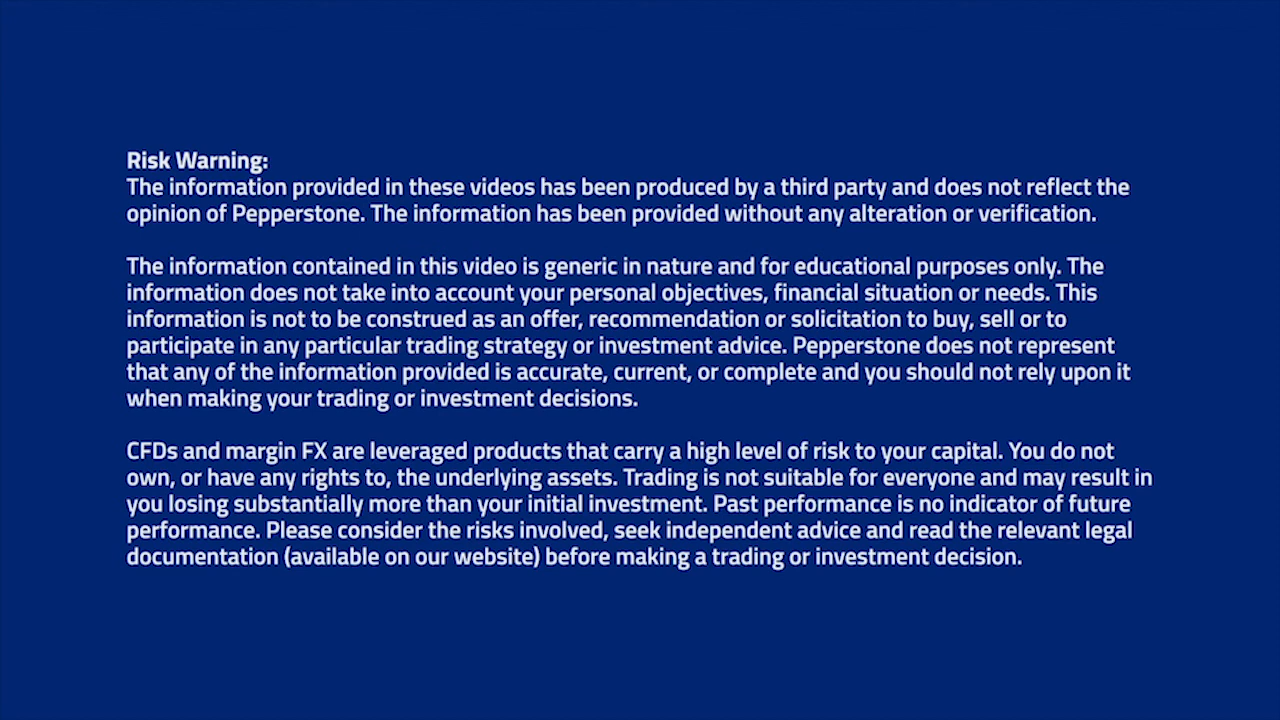 Risk Warning:
The information provided in these videos has been produced by a third party and does not reflect the
opinion of Pepperstone. The information has been provided without any alteration or verification.
The information contained in this video is generic in nature and for educational purposes only. The
information does not take into account your personal objectives, financial situation or needs. This
information is not to be construed as an offer, recommendation or solicitation to buy, sell or to
participate in any particular trading strategy or investment advice. Pepperstone does not represent
that any of the information provided is accurate, current, or complete and you should not rely upon it
when making your trading or investment decisions.
CFDs and margin FX are leveraged products that carry a high level of risk to your capital. You do not
own, or have any rights to, the underlying assets. Trading is not suitable for everyone and may result in
you losing substantially more than your initial investment. Past performance is no indicator of future
performance. Please consider the risks involved, seek independent advice and read the relevant legal
documentation (available on our website) before making a trading or investment decision.